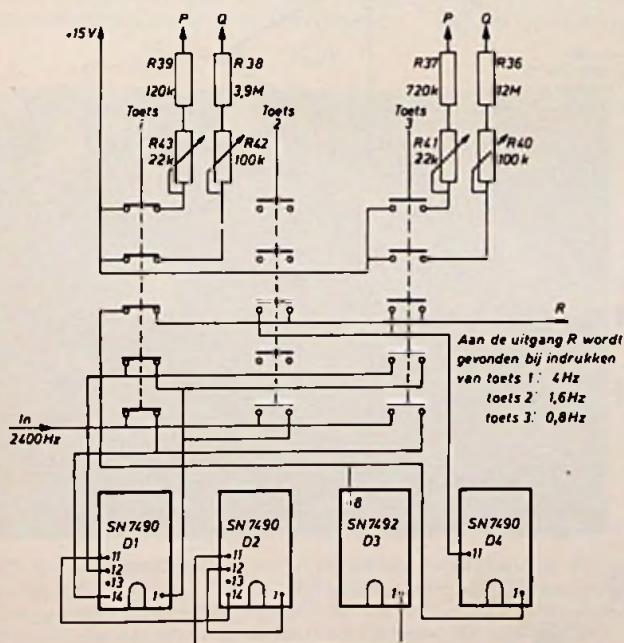 P Q P Q
+15V
R39 R38 R37 R36
120k 3,9M 720k 12M
Toets Toets Toets
1 2 3
R43 R42 R41 R40
22k 100k 22k 100k
R
Aan de uitgang R wordt
gevonden bij indrukken
van toets 1: 4Hz
toets 2: 1,6Hz
toets 3: 0,8Hz
In
2400Hz
8
SN7490 SN7490 SN7492 SN7490
D1 D2 D3 D4
11 11 11
12 12
13 13
14 1 14 1 1 1